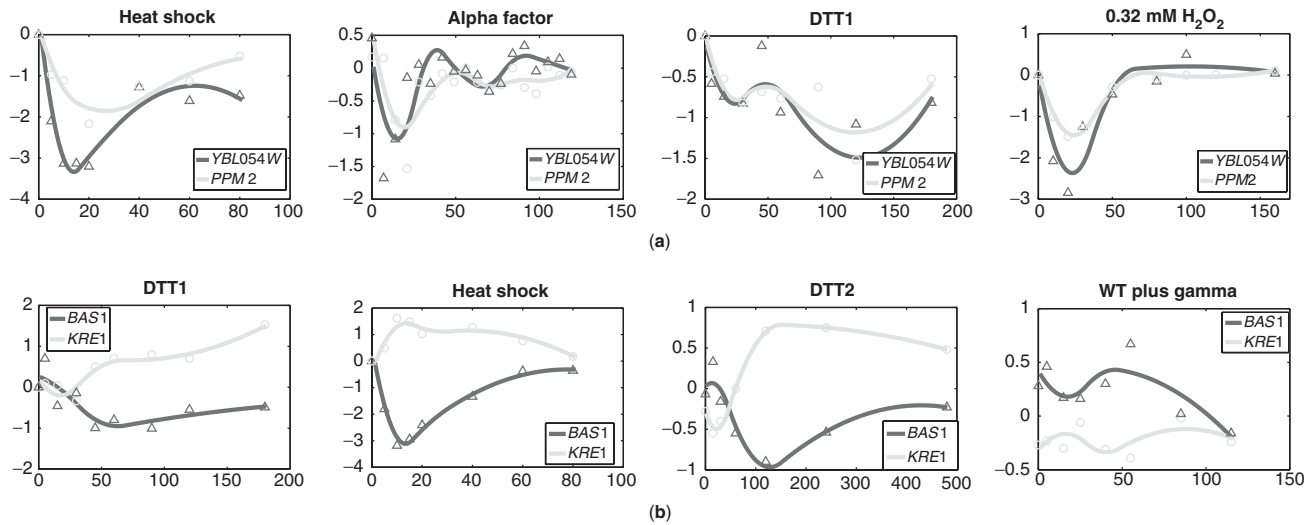 Heat shock
0
−1
−2
−3
−4
0 20 40 60 80 100
YBL054W
PPM 2
Alpha factor
0.5
0
−0.5
−1
−1.5
−2
0 50 100 150
YBL054W
PPM 2
DTT1
0
−0.5
−1
−1.5
−2
0 50 100 150 200
YBL054W
PPM 2
0.32 mM H₂O₂
1
0
−1
−2
−3
0 50 100 150
YBL054W
PPM2
(a)
DTT1
2
1
0
−1
−2
0 50 100 150 200
BAS1
KRE1
Heat shock
2
1
0
−1
−2
−3
−4
0 20 40 60 80 100
BAS1
KRE1
DTT2
1
0.5
0
−0.5
−1
0 100 200 300 400 500
BAS1
KRE1
WT plus gamma
1
0.5
0
−0.5
0 50 100 150
BAS1
KRE1
(b)